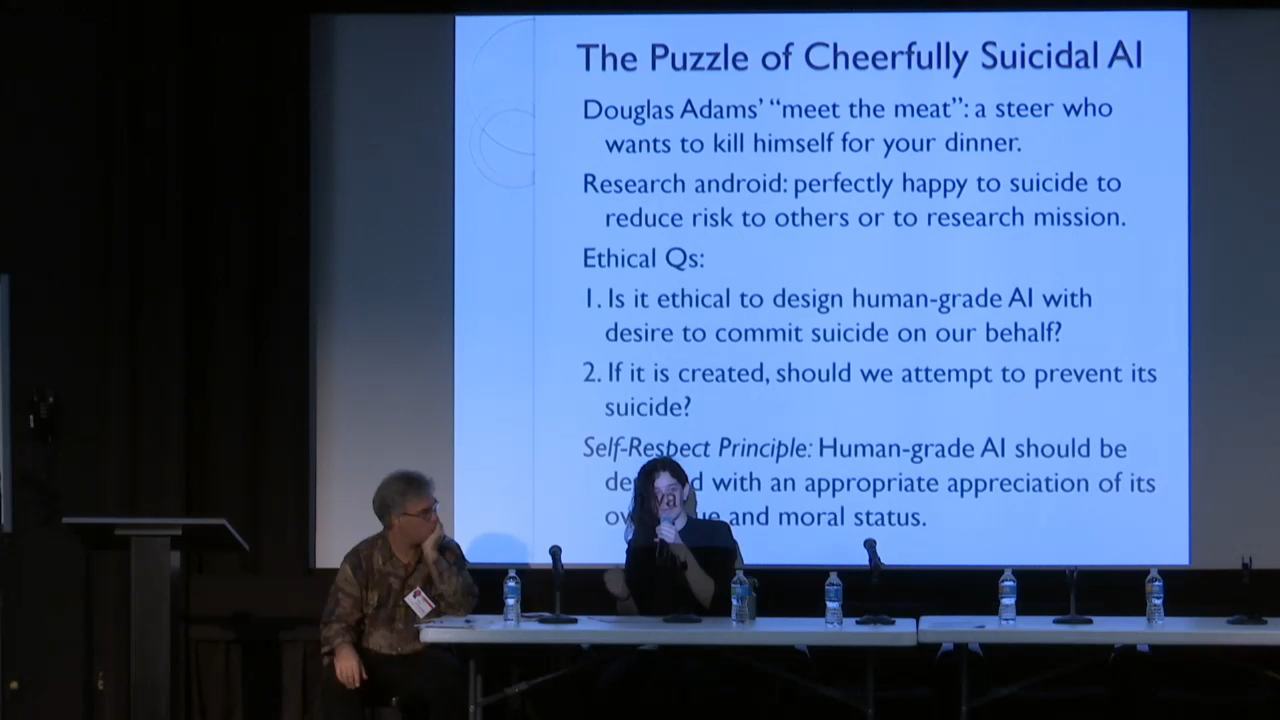 The Puzzle of Cheerfully Suicidal AI
Douglas Adams' “meet the meat”: a steer who
wants to kill himself for your dinner.
Research android: perfectly happy to suicide to
reduce risk to others or to research mission.
Ethical Qs:
1. Is it ethical to design human-grade AI with
desire to commit suicide on our behalf?
2. If it is created, should we attempt to prevent its
suicide?
Self-Respect Principle: Human-grade AI should be
with an appropriate appreciation of its
and moral status.